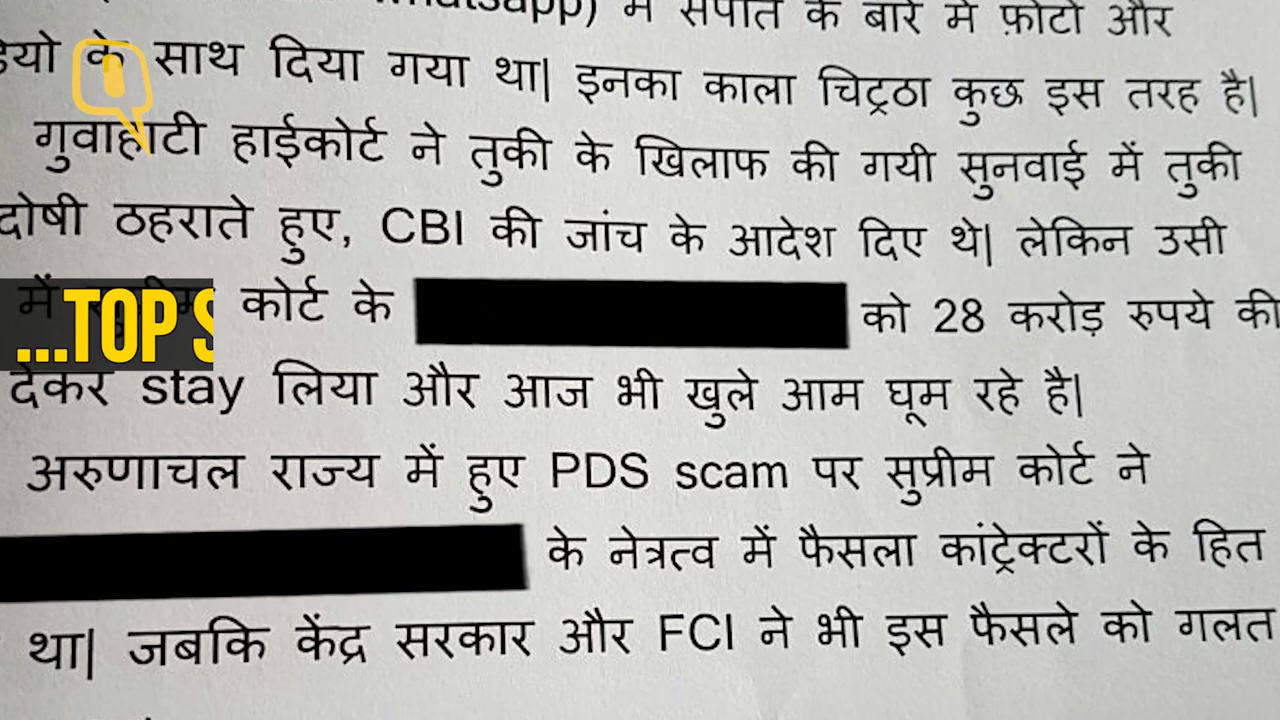 whatsapp) में संपति के बारे में फ़ोटो और
के साथ दिया गया था| इनका काला चिट्रठा कुछ इस तरह है|
गुवाहाटी हाईकोर्ट ने तुकी के खिलाफ की गयी सुनवाई में तुकी
दोषी ठहराते हुए, CBI की जांच के आदेश दिए थे| लेकिन उसी
में कोर्ट के को 28 करोड़ रुपये की
...TOP S
देकर stay लिया और आज भी खुले आम घूम रहे है|
अरुणाचल राज्य में हुए PDS scam पर सुप्रीम कोर्ट ने
के नेत्रत्व में फैसला कांट्रेक्टरों के हित
था| जबकि केंद्र सरकार और FCI ने भी इस फैसले को गलत